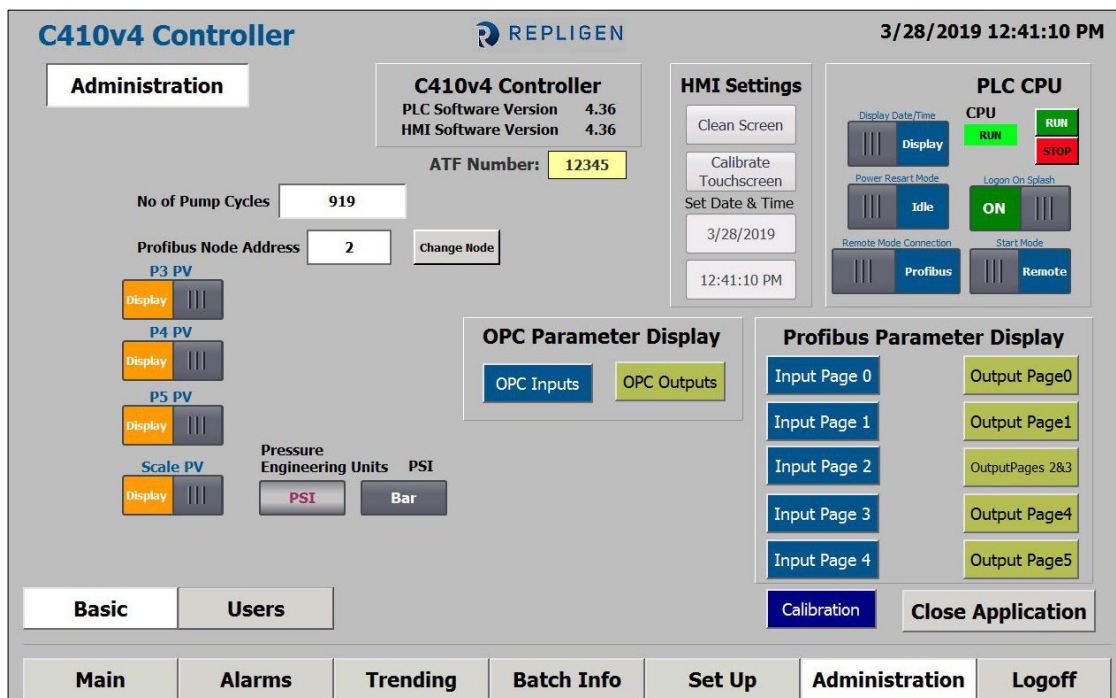 C410v4 Controller
REPLIGEN
3/28/2019 12:41:10 PM
Administration
C410v4 Controller
PLC Software Version 4.36
HMI Software Version 4.36
ATF Number: 12345
No of Pump Cycles 919
Profibus Node Address 2 Change Node
P3 PV
Display
P4 PV
Display
P5 PV
Display
Scale PV
Display
Pressure
Engineering Units PSI
PSI Bar
HMI Settings
Clean Screen
Calibrate
Touchscreen
Set Date & Time
3/28/2019
12:41:10 PM
PLC CPU
Display Date/Time
Display
CPU
RUN
RUN
STOP
Power Resart Mode
Idle
Logon On Splash
ON
Remote Mode Connection
Profibus
Start Mode
Remote
OPC Parameter Display
OPC Inputs OPC Outputs
Profibus Parameter Display
Input Page 0 Output Page0
Input Page 1 Output Page1
Input Page 2 OutputPages 2&3
Input Page 3 Output Page4
Input Page 4 Output Page5
Basic Users
Calibration Close Application
Main Alarms Trending Batch Info Set Up Administration Logoff